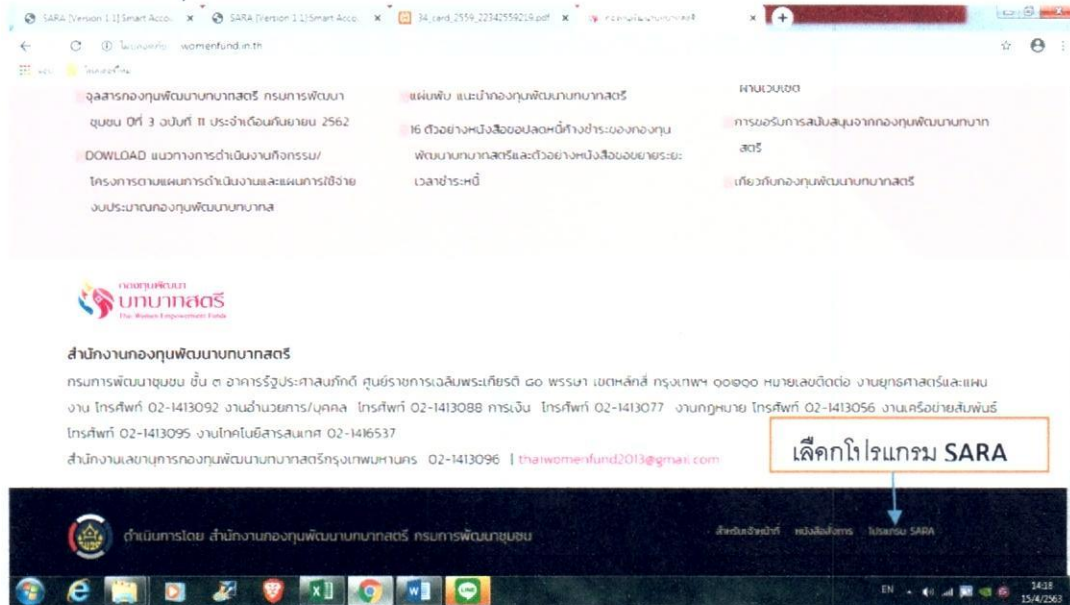 SARA [Version 1.1]Smart Acco
SARA [Version 1.1]Smart Acco
34_card_2559_22342559219.pdf
womenfund.in.th
จุลสารกองทุนพัฒนาบทบาทสตรี กรมการพัฒนา
ชุมชน ปีที่ 3 ฉบับที่ 11 ประจำเดือนกันยายน 2562
DOWLOAD แนวทางการดำเนินงานกิจกรรม/
โครงการตามแผนการดำเนินงานและแผนการใช้จ่าย
งบประมาณกองทุนพัฒนาบทบาทส
แผ่นพับ แนะนำกองทุนพัฒนาบทบาทสตรี
16 ตัวอย่างหนังสือขอปลดหนี้ค้างชำระของกองทุน
พัฒนาบทบาทสตรีและตัวอย่างหนังสือขอขยายระยะ
เวลาชำระหนี้
ผ่านเว็บไซต์
การขอรับการสนับสนุนจากกองทุนพัฒนาบทบาท
สตรี
เกี่ยวกับกองทุนพัฒนาบทบาทสตรี
กองทุนพัฒนา
บทบาทสตรี
Thai Women Empowerment Funds
สำนักงานกองทุนพัฒนาบทบาทสตรี
กรมการพัฒนาชุมชน ชั้น ๓ อาคารรัฐประศาสนภักดี ศูนย์ราชการเฉลิมพระเกียรติ ๘๐ พรรษา เขตหลักสี่ กรุงเทพฯ ๑๐๒๑๐ หมายเลขติดต่อ งานยุทธศาสตร์และแผน
งาน โทรศัพท์ 02-1413092 งานอำนวยการ/บุคคล โทรศัพท์ 02-1413088 การเงิน โทรศัพท์ 02-1413077 งานกฎหมาย โทรศัพท์ 02-1413056 งานเครือข่ายสัมพันธ์
โทรศัพท์ 02-1413095 งานเทคโนโลยีสารสนเทศ 02-1416537
สำนักงานเลขานุการกองทุนพัฒนาบทบาทสตรีกรุงเทพมหานคร 02-1413096 | thaiwomenfund2013@gmail.com
เลือกโปรแกรม SARA
ดำเนินการโดย สำนักงานกองทุนพัฒนาบทบาทสตรี กรมการพัฒนาชุมชน
สำหรับเจ้าหน้าที่ หนังสือสั่งการ โปรแกรม SARA
EN
14:18
15/4/2563